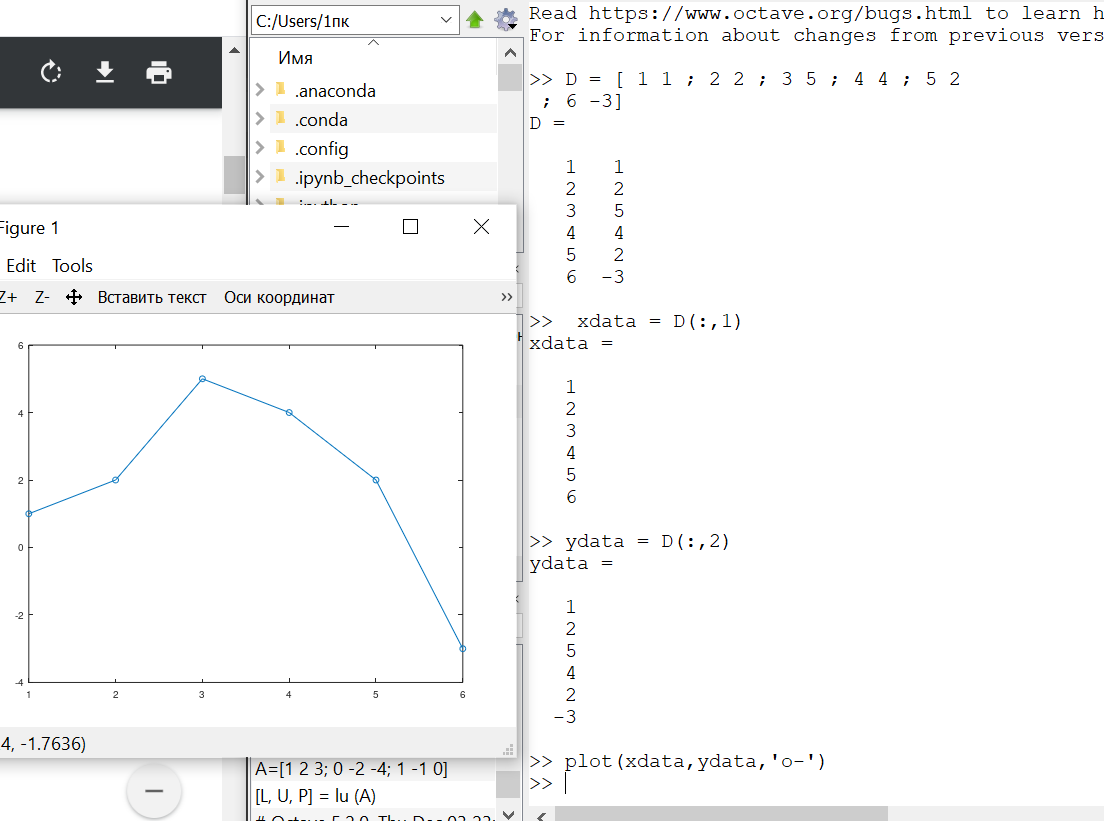 C:/Users/1пк
Имя
.anaconda
.conda
.config
.ipynb_checkpoints
Figure 1
Edit Tools
Z+ Z- Вставить текст Оси координат »
6
4
2
0
-2
-4
1 2 3 4 5 6
4, -1.7636)
A=[1 2 3; 0 -2 -4; 1 -1 0]
[L, U, P] = lu (A)
Read https://www.octave.org/bugs.html to learn h
For information about changes from previous vers
>> D = [ 1 1 ; 2 2 ; 3 5 ; 4 4 ; 5 2
; 6 -3]
D =
1 1
2 2
3 5
4 4
5 2
6 -3
>> xdata = D(:,1)
xdata =
1
2
3
4
5
6
>> ydata = D(:,2)
ydata =
1
2
5
4
2
-3
>> plot(xdata,ydata,'o-')
>>